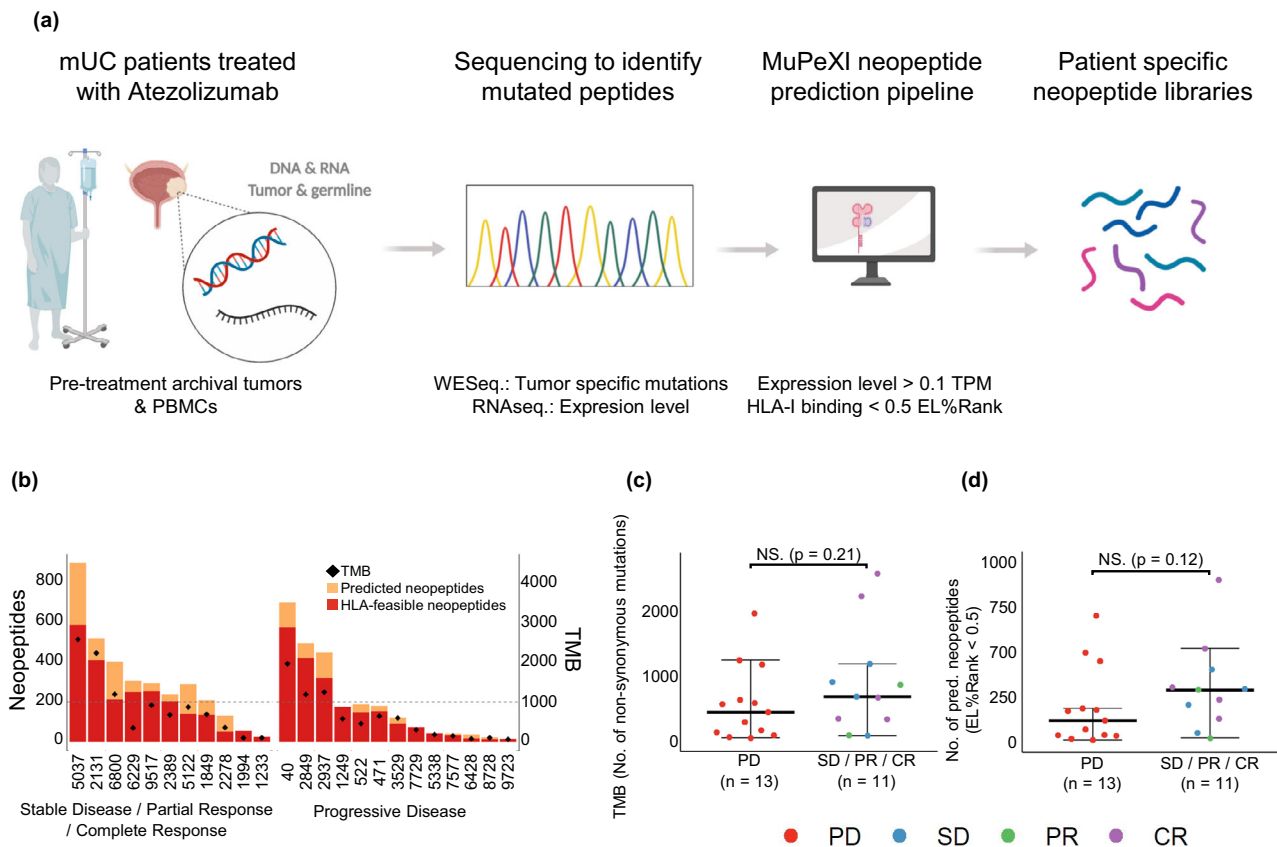 (a)
mUC patients treated
with Atezolizumab
Sequencing to identify
mutated peptides
MuPeXI neopeptide
prediction pipeline
Patient specific
neopeptide libraries
DNA & RNA
Tumor & germline
Pre-treatment archival tumors
& PBMCs
WESeq.: Tumor specific mutations
RNAseq.: Expresion level
Expression level > 0.1 TPM
HLA-I binding < 0.5 EL%Rank
(b)
Neopeptides
800
600
400
200
0
TMB
Predicted neopeptides
HLA-feasible neopeptides
4000
3000
2000
1000
0
TMB
5037
2131
6800
6229
9517
2389
5122
1849
2278
1994
1233
40
2849
2937
1249
522
471
3529
7729
5338
7577
6428
8728
9723
Stable Disease / Partial Response
/ Complete Response
Progressive Disease
(c)
TMB (No. of non-synonymous mutations)
2000
1000
0
NS. (p = 0.21)
PD
(n = 13)
SD / PR / CR
(n = 11)
(d)
No. of pred. neopeptides
(EL%Rank < 0.5)
1000
750
500
250
0
NS. (p = 0.12)
PD
(n = 13)
SD / PR / CR
(n = 11)
PD SD PR CR